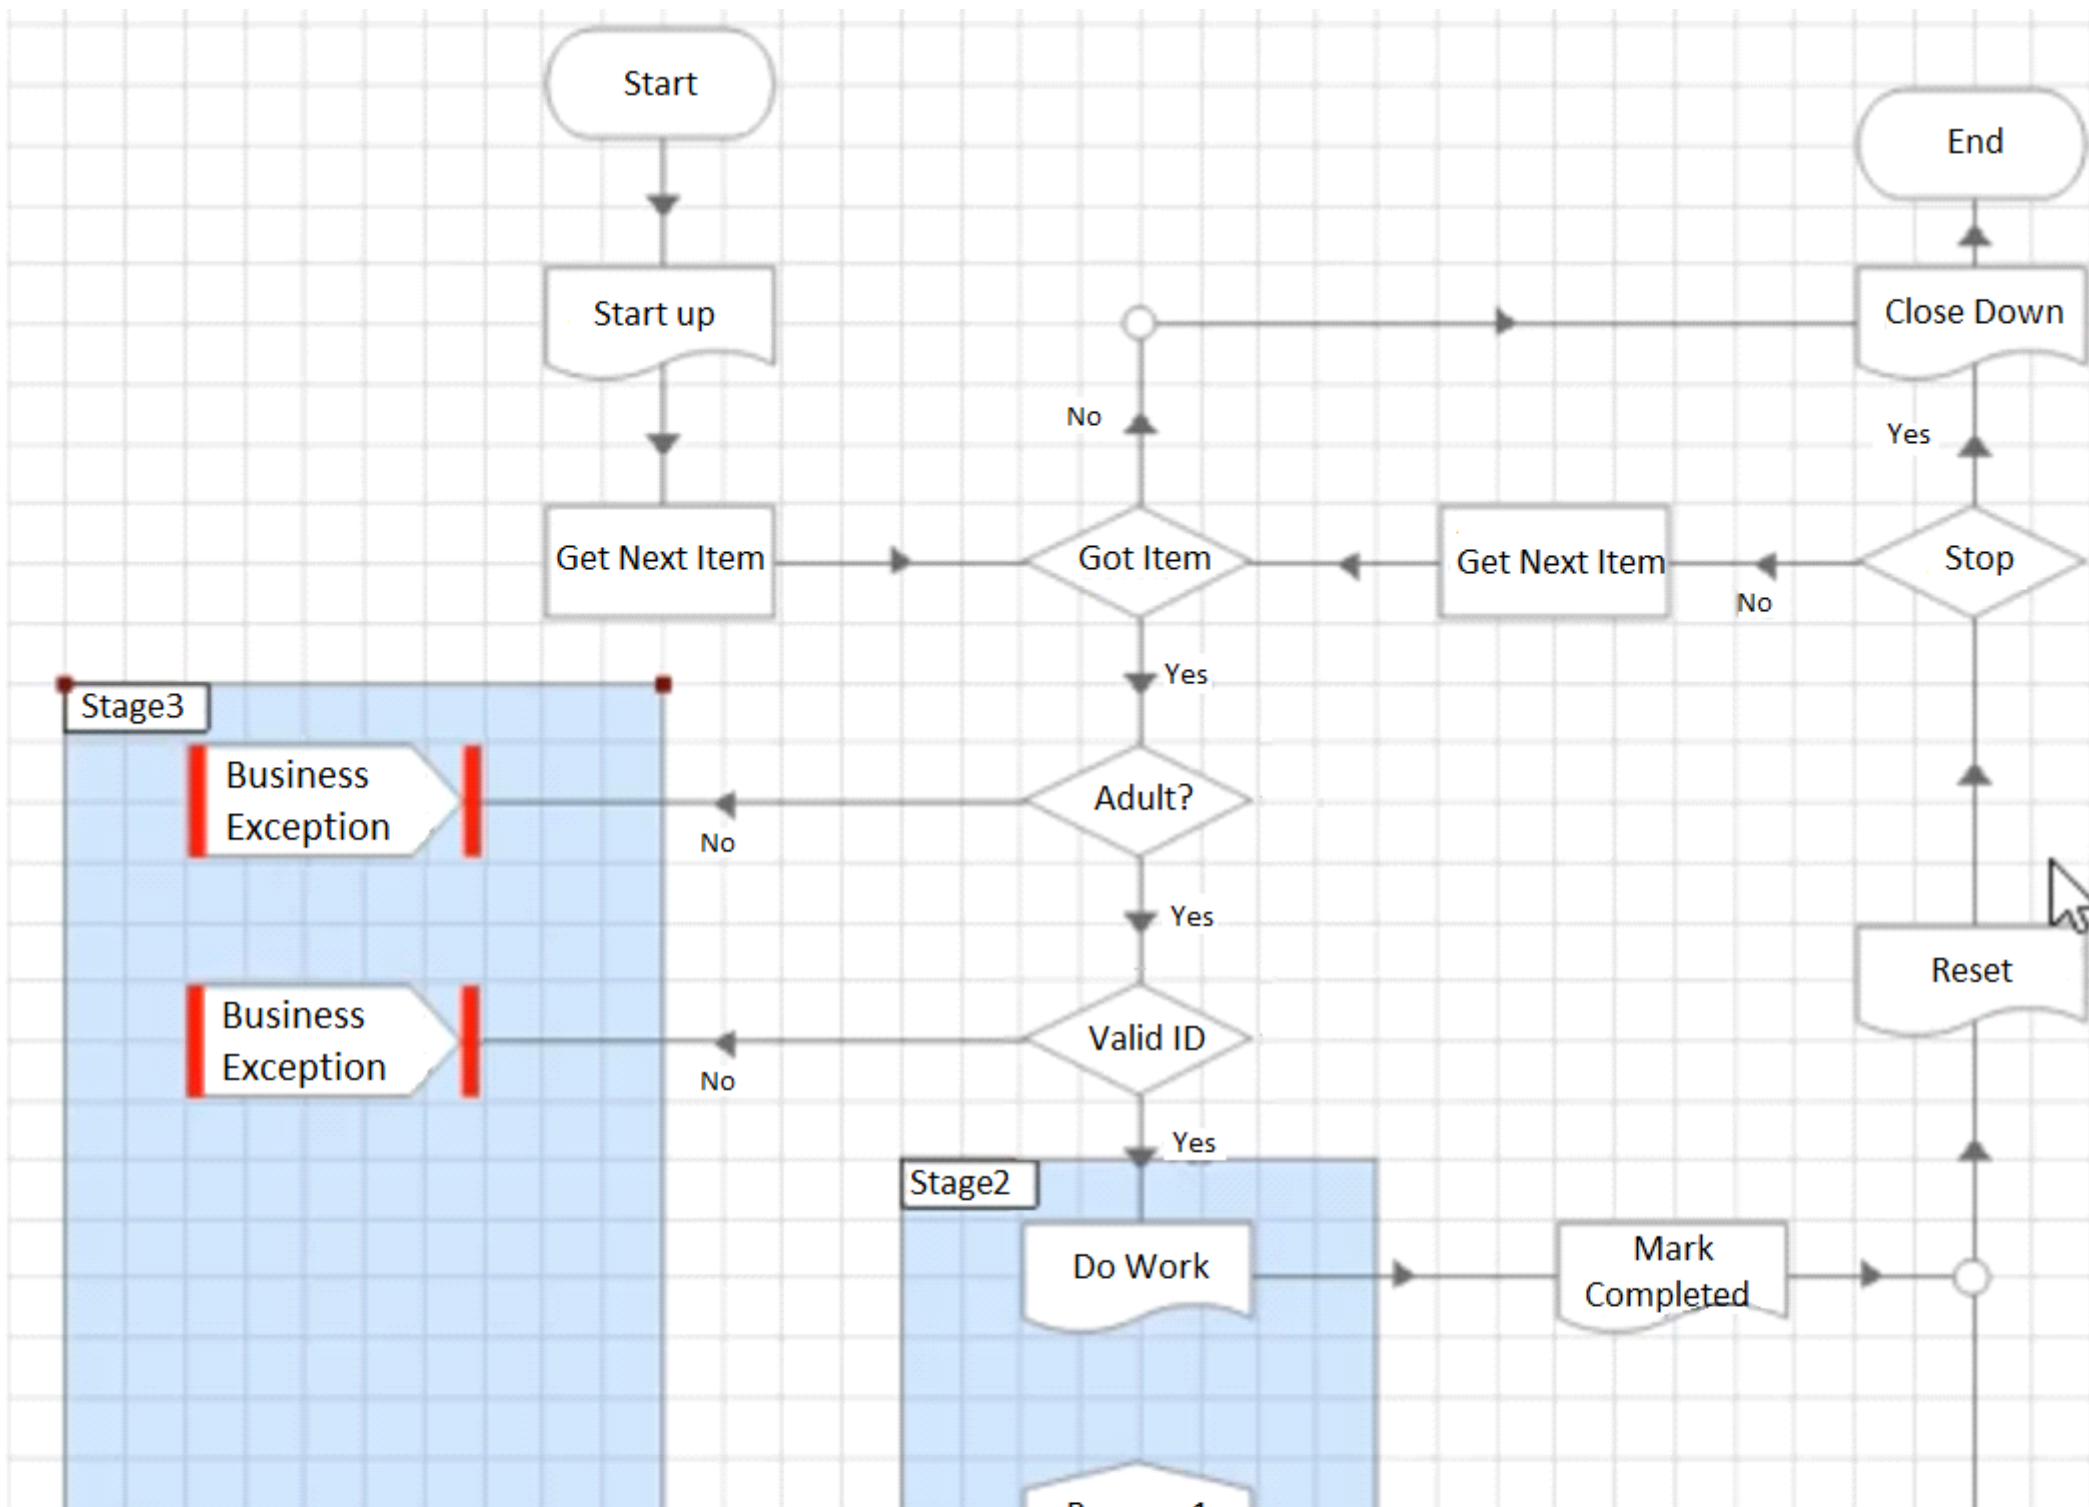 Start
End
Start up
Close Down
No
Yes
Get Next Item
Got Item
Get Next Item
Stop
No
Yes
Stage3
Business
Exception
Adult?
No
Yes
Business
Exception
Valid ID
Reset
No
Yes
Stage2
Do Work
Mark
Completed